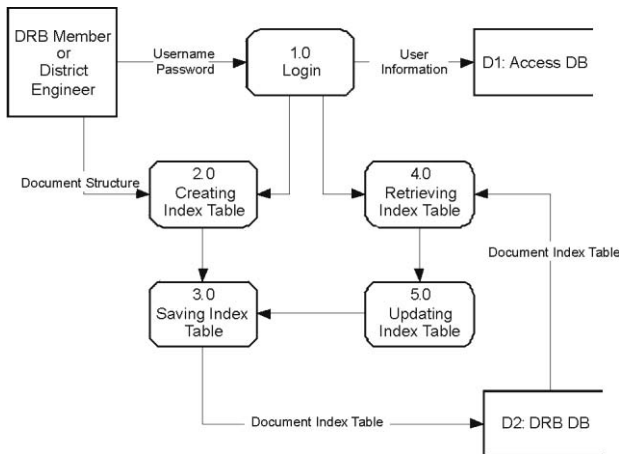 DRB Member
or
District
Engineer
Username
Password
1.0
Login
User
Information
D1: Access DB
Document Structure
2.0
Creating
Index Table
4.0
Retrieving
Index Table
Document Index Table
3.0
Saving Index
Table
5.0
Updating
Index Table
Document Index Table
D2: DRB DB